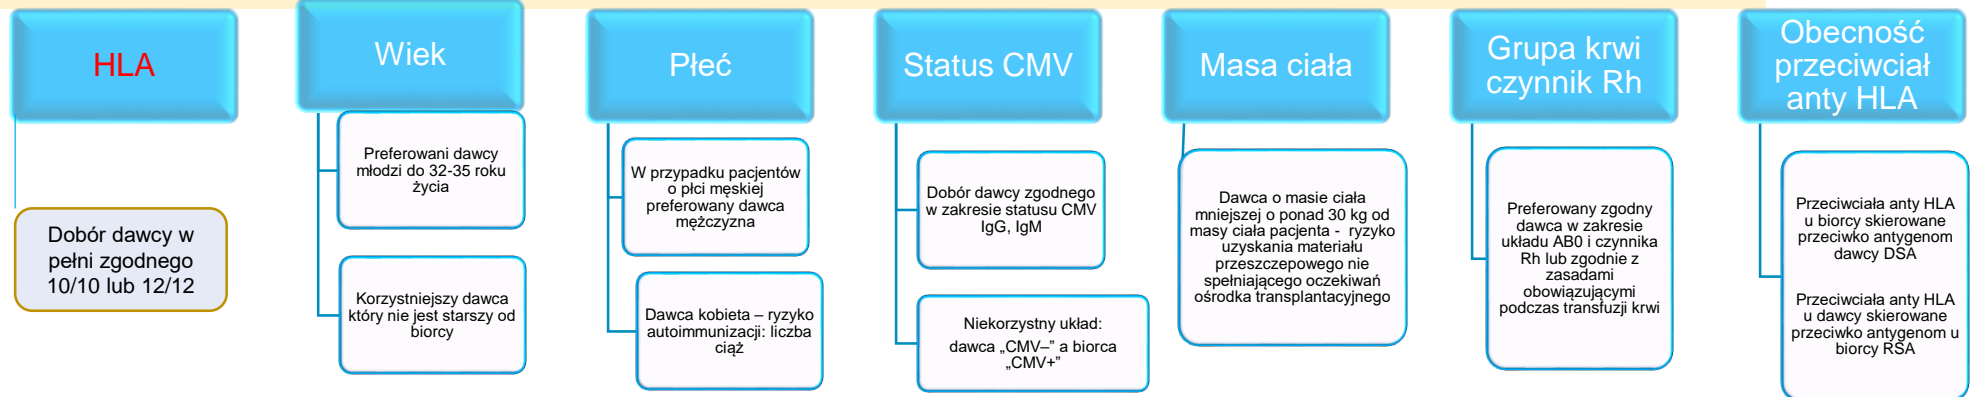 HLA
Dobór dawcy w
pełni zgodnego
10/10 lub 12/12
Wiek
Preferowani dawcy
młodzi do 32-35 roku
życia
Korzystniejszy dawca
który nie jest starszy od
biorcy
Płeć
W przypadku pacjentów
o płci męskiej
preferowany dawca
mężczyzna
Dawca kobieta – ryzyko
autoimmunizacji: liczba
ciąż
Status CMV
Dobór dawcy zgodnego
w zakresie statusu CMV
IgG, IgM
Niekorzystny układ:
dawca „CMV–” a biorca
„CMV+”
Masa ciała
Dawca o masie ciała
mniejszej o ponad 30 kg od
masy ciała pacjenta - ryzyko
uzyskania materiału
przeszczepowego nie
spełniającego oczekiwań
ośrodka transplantacyjnego
Grupa krwi
czynnik Rh
Preferowany zgodny
dawca w zakresie
układu AB0 i czynnika
Rh lub zgodnie z
zasadami
obowiązującymi
podczas transfuzji krwi
Obecność
przeciwciał
anty HLA
Przeciwciała anty HLA
u biorcy skierowane
przeciwko antygenom
dawcy DSA
Przeciwciała anty HLA
u dawcy skierowane
przeciwko antygenom u
biorcy RSA